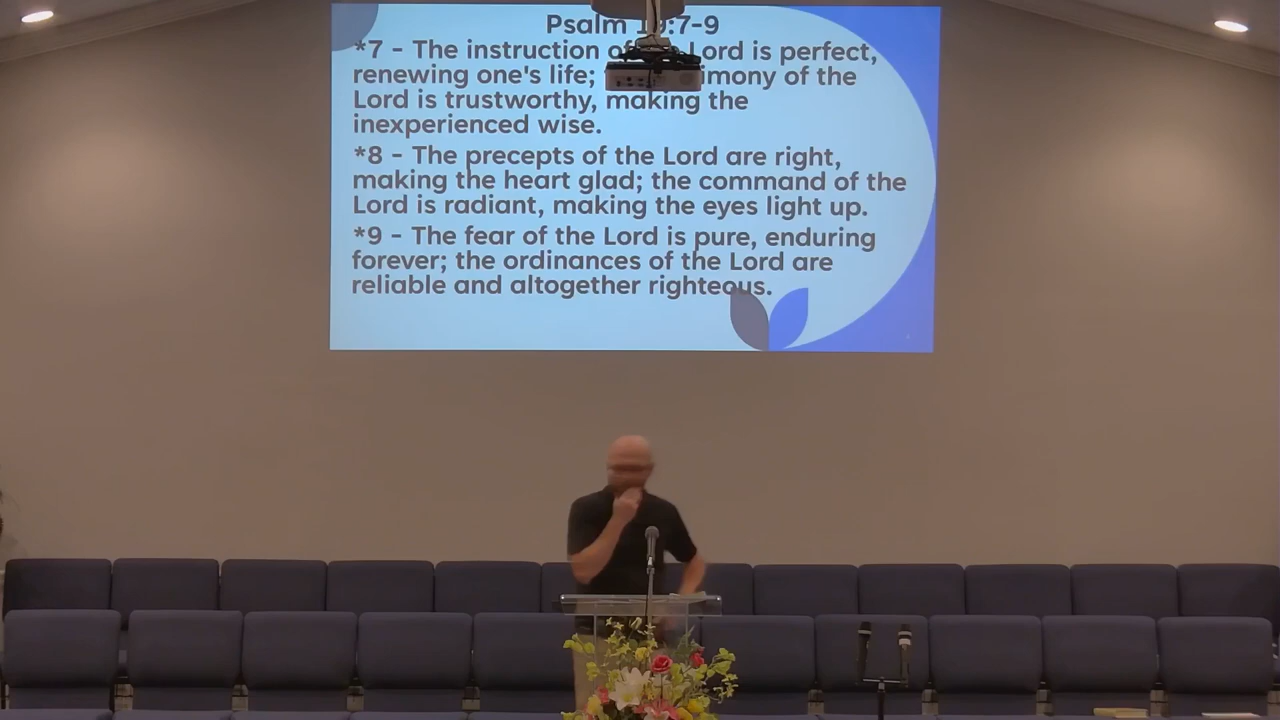 Psalm 19:7-9
*7 - The instruction of Lord is perfect,
renewing one's life; imony of the
Lord is trustworthy, making the
inexperienced wise.
*8 - The precepts of the Lord are right,
making the heart glad; the command of the
Lord is radiant, making the eyes light up.
*9 - The fear of the Lord is pure, enduring
forever; the ordinances of the Lord are
reliable and altogether righteous.